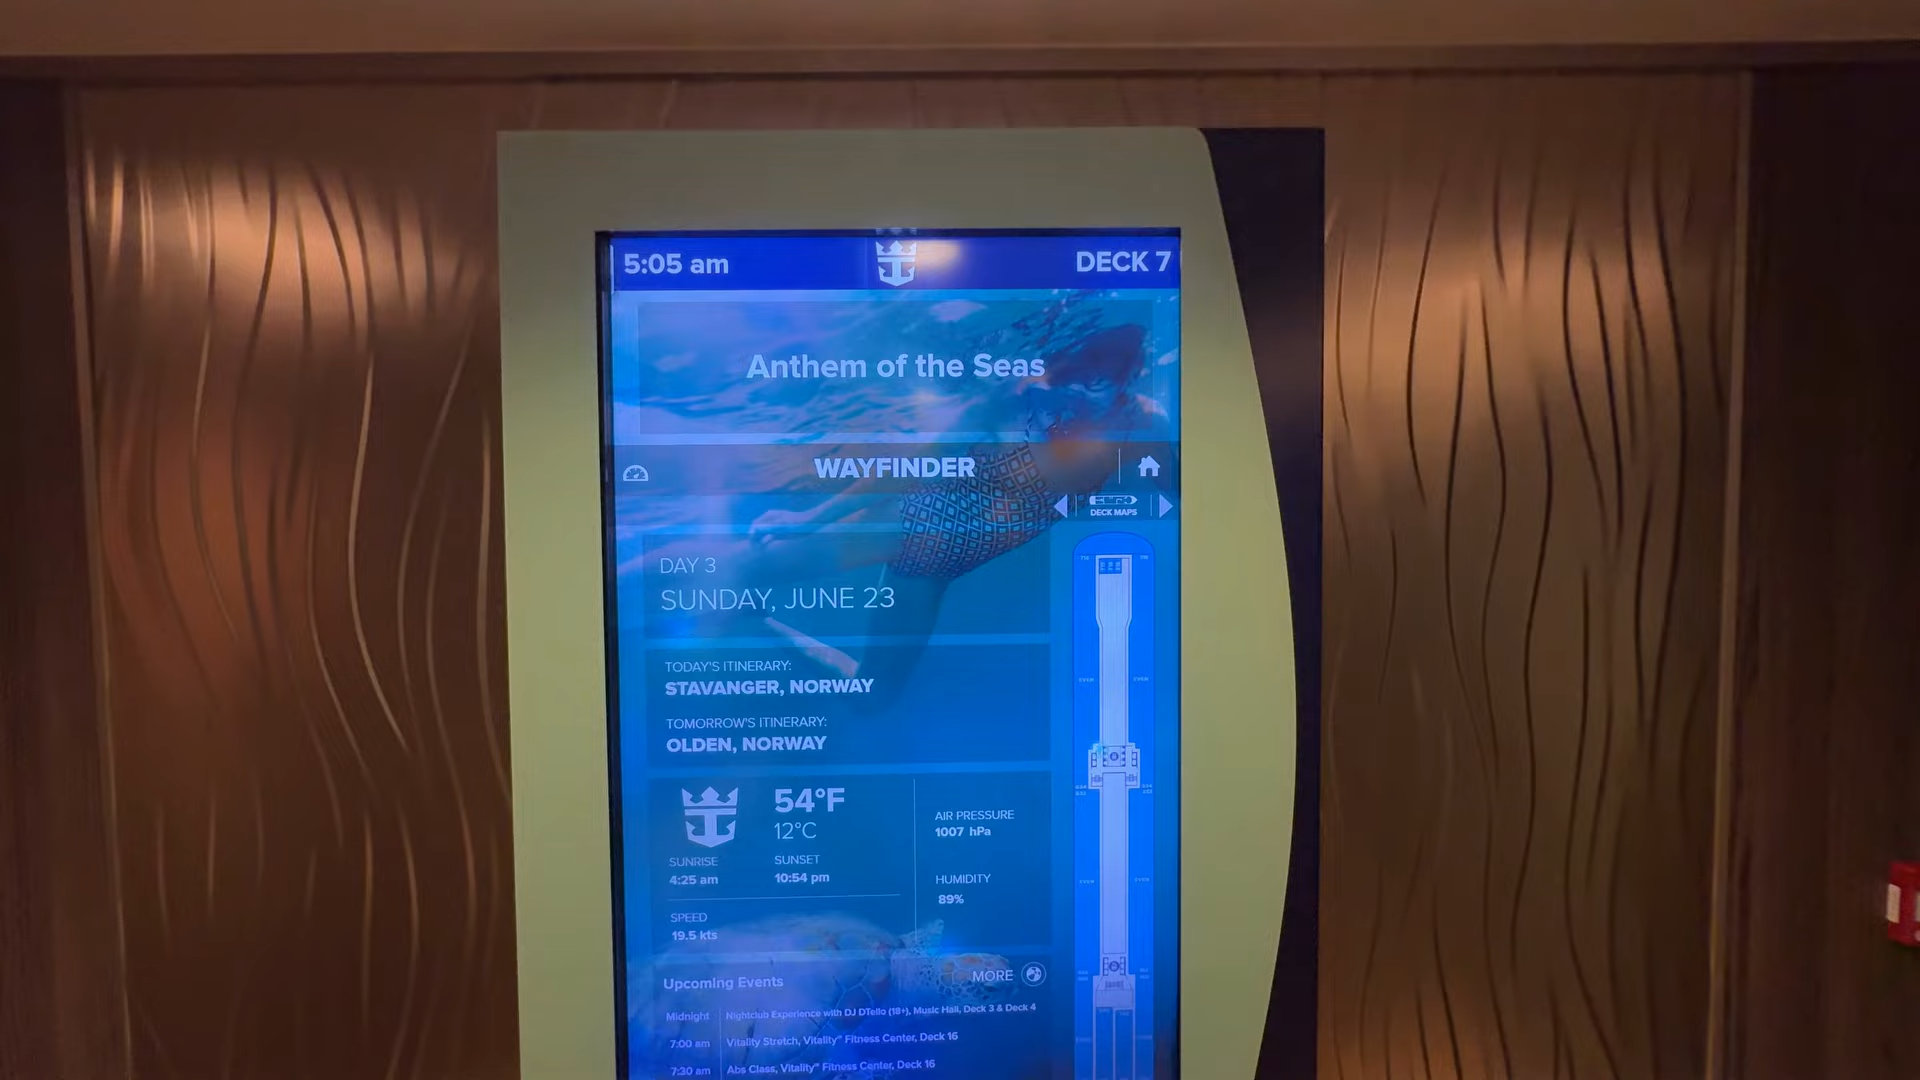 5:05 am
DECK 7
Anthem of the Seas
WAYFINDER
DECK MAPS
DAY 3
SUNDAY, JUNE 23
TODAY'S ITINERARY:
STAVANGER, NORWAY
TOMORROW'S ITINERARY:
OLDEN, NORWAY
54°F
12°C
SUNRISE
4:25 am
SUNSET
10:54 pm
SPEED
19.5 kts
AIR PRESSURE
1007 hPa
HUMIDITY
89%
Upcoming Events
MORE
Midnight Nightclub Experience with DJ DTello (18+), Music Hall, Deck 3 & Deck 4
7:00 am Vitality Stretch, Vitality℠ Fitness Center, Deck 16
7:30 am Abs Class, Vitality℠ Fitness Center, Deck 16